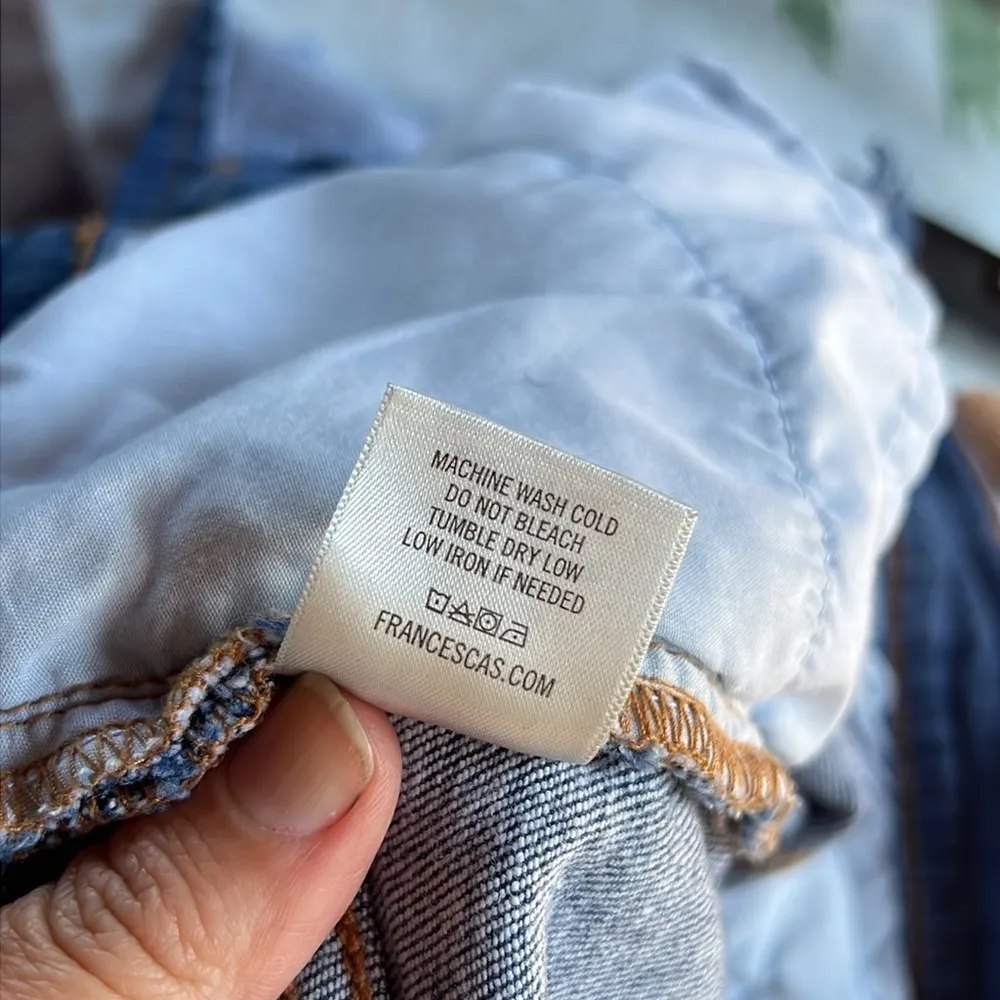 MACHINE WASH COLD
DO NOT BLEACH
TUMBLE DRY LOW
LOW IRON IF NEEDED
FRANCESCAS.COM